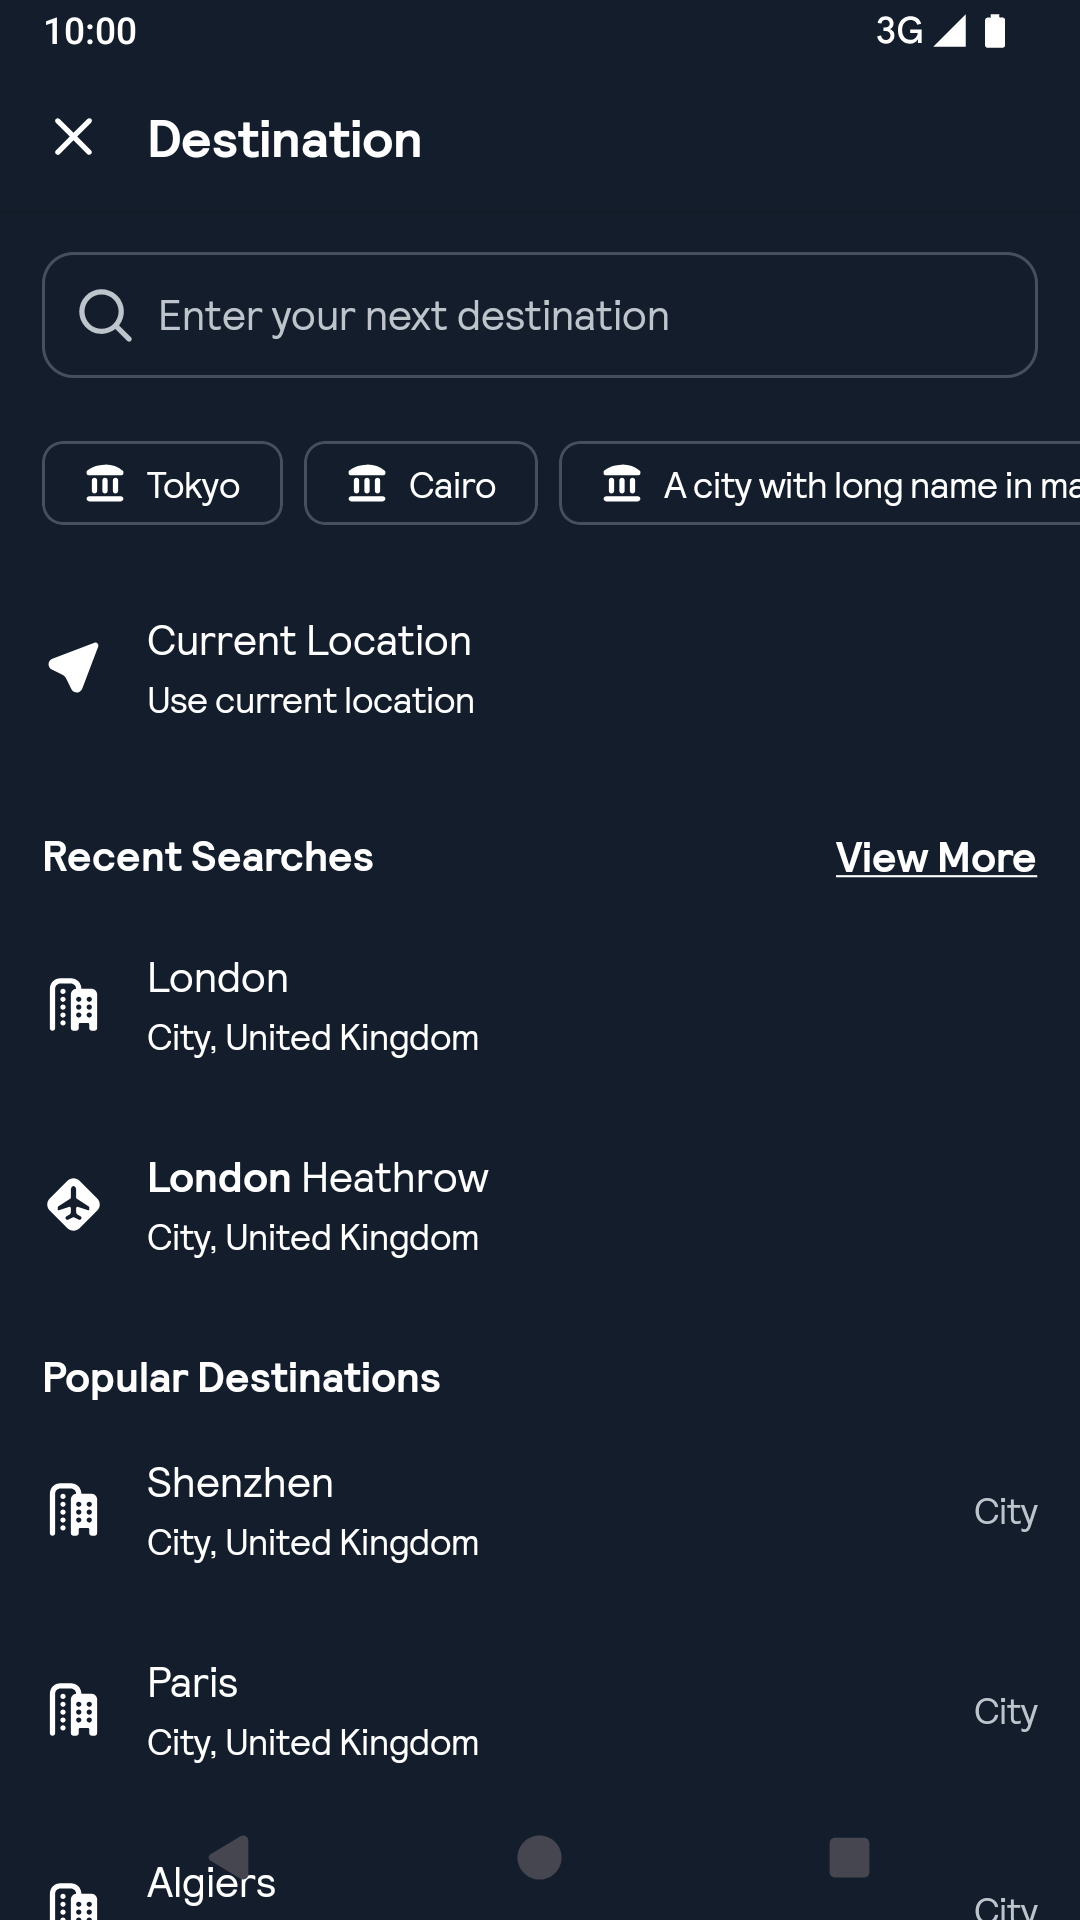 10:00 3G
Destination
Enter your next destination
Tokyo Cairo A city with long name in ma
Current Location
Use current location
Recent Searches View More
London
City, United Kingdom
London Heathrow
City, United Kingdom
Popular Destinations
Shenzhen
City, United Kingdom
City
Paris
City, United Kingdom
City
Algiers
City